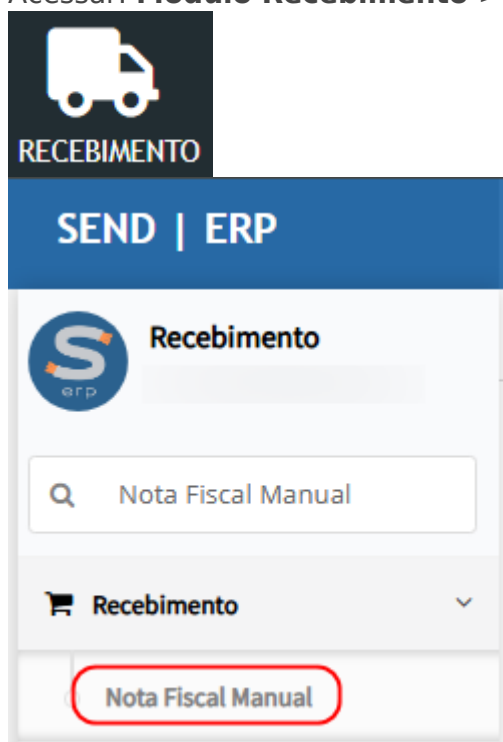 Acessar: Módulo Recebimento >
RECEBIMENTO
SEND | ERP
S
erp
Recebimento
Nota Fiscal Manual
Recebimento
Nota Fiscal Manual